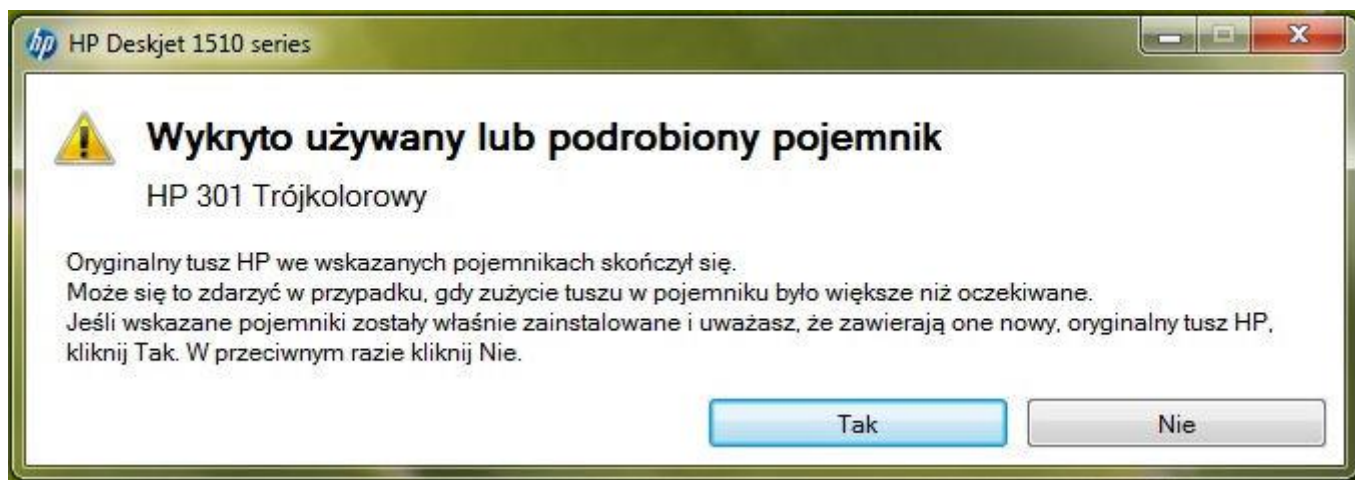 hp HP Deskjet 1510 series
Wykryto używany lub podrobiony pojemnik
HP 301 Trójkolorowy
Oryginalny tusz HP we wskazanych pojemnikach skończył się.
Może się to zdarzyć w przypadku, gdy zużycie tuszu w pojemniku było większe niż oczekiwane.
Jeśli wskazane pojemniki zostały właśnie zainstalowane i uważasz, że zawierają one nowy, oryginalny tusz HP,
kliknij Tak. W przeciwnym razie kliknij Nie.
Tak Nie